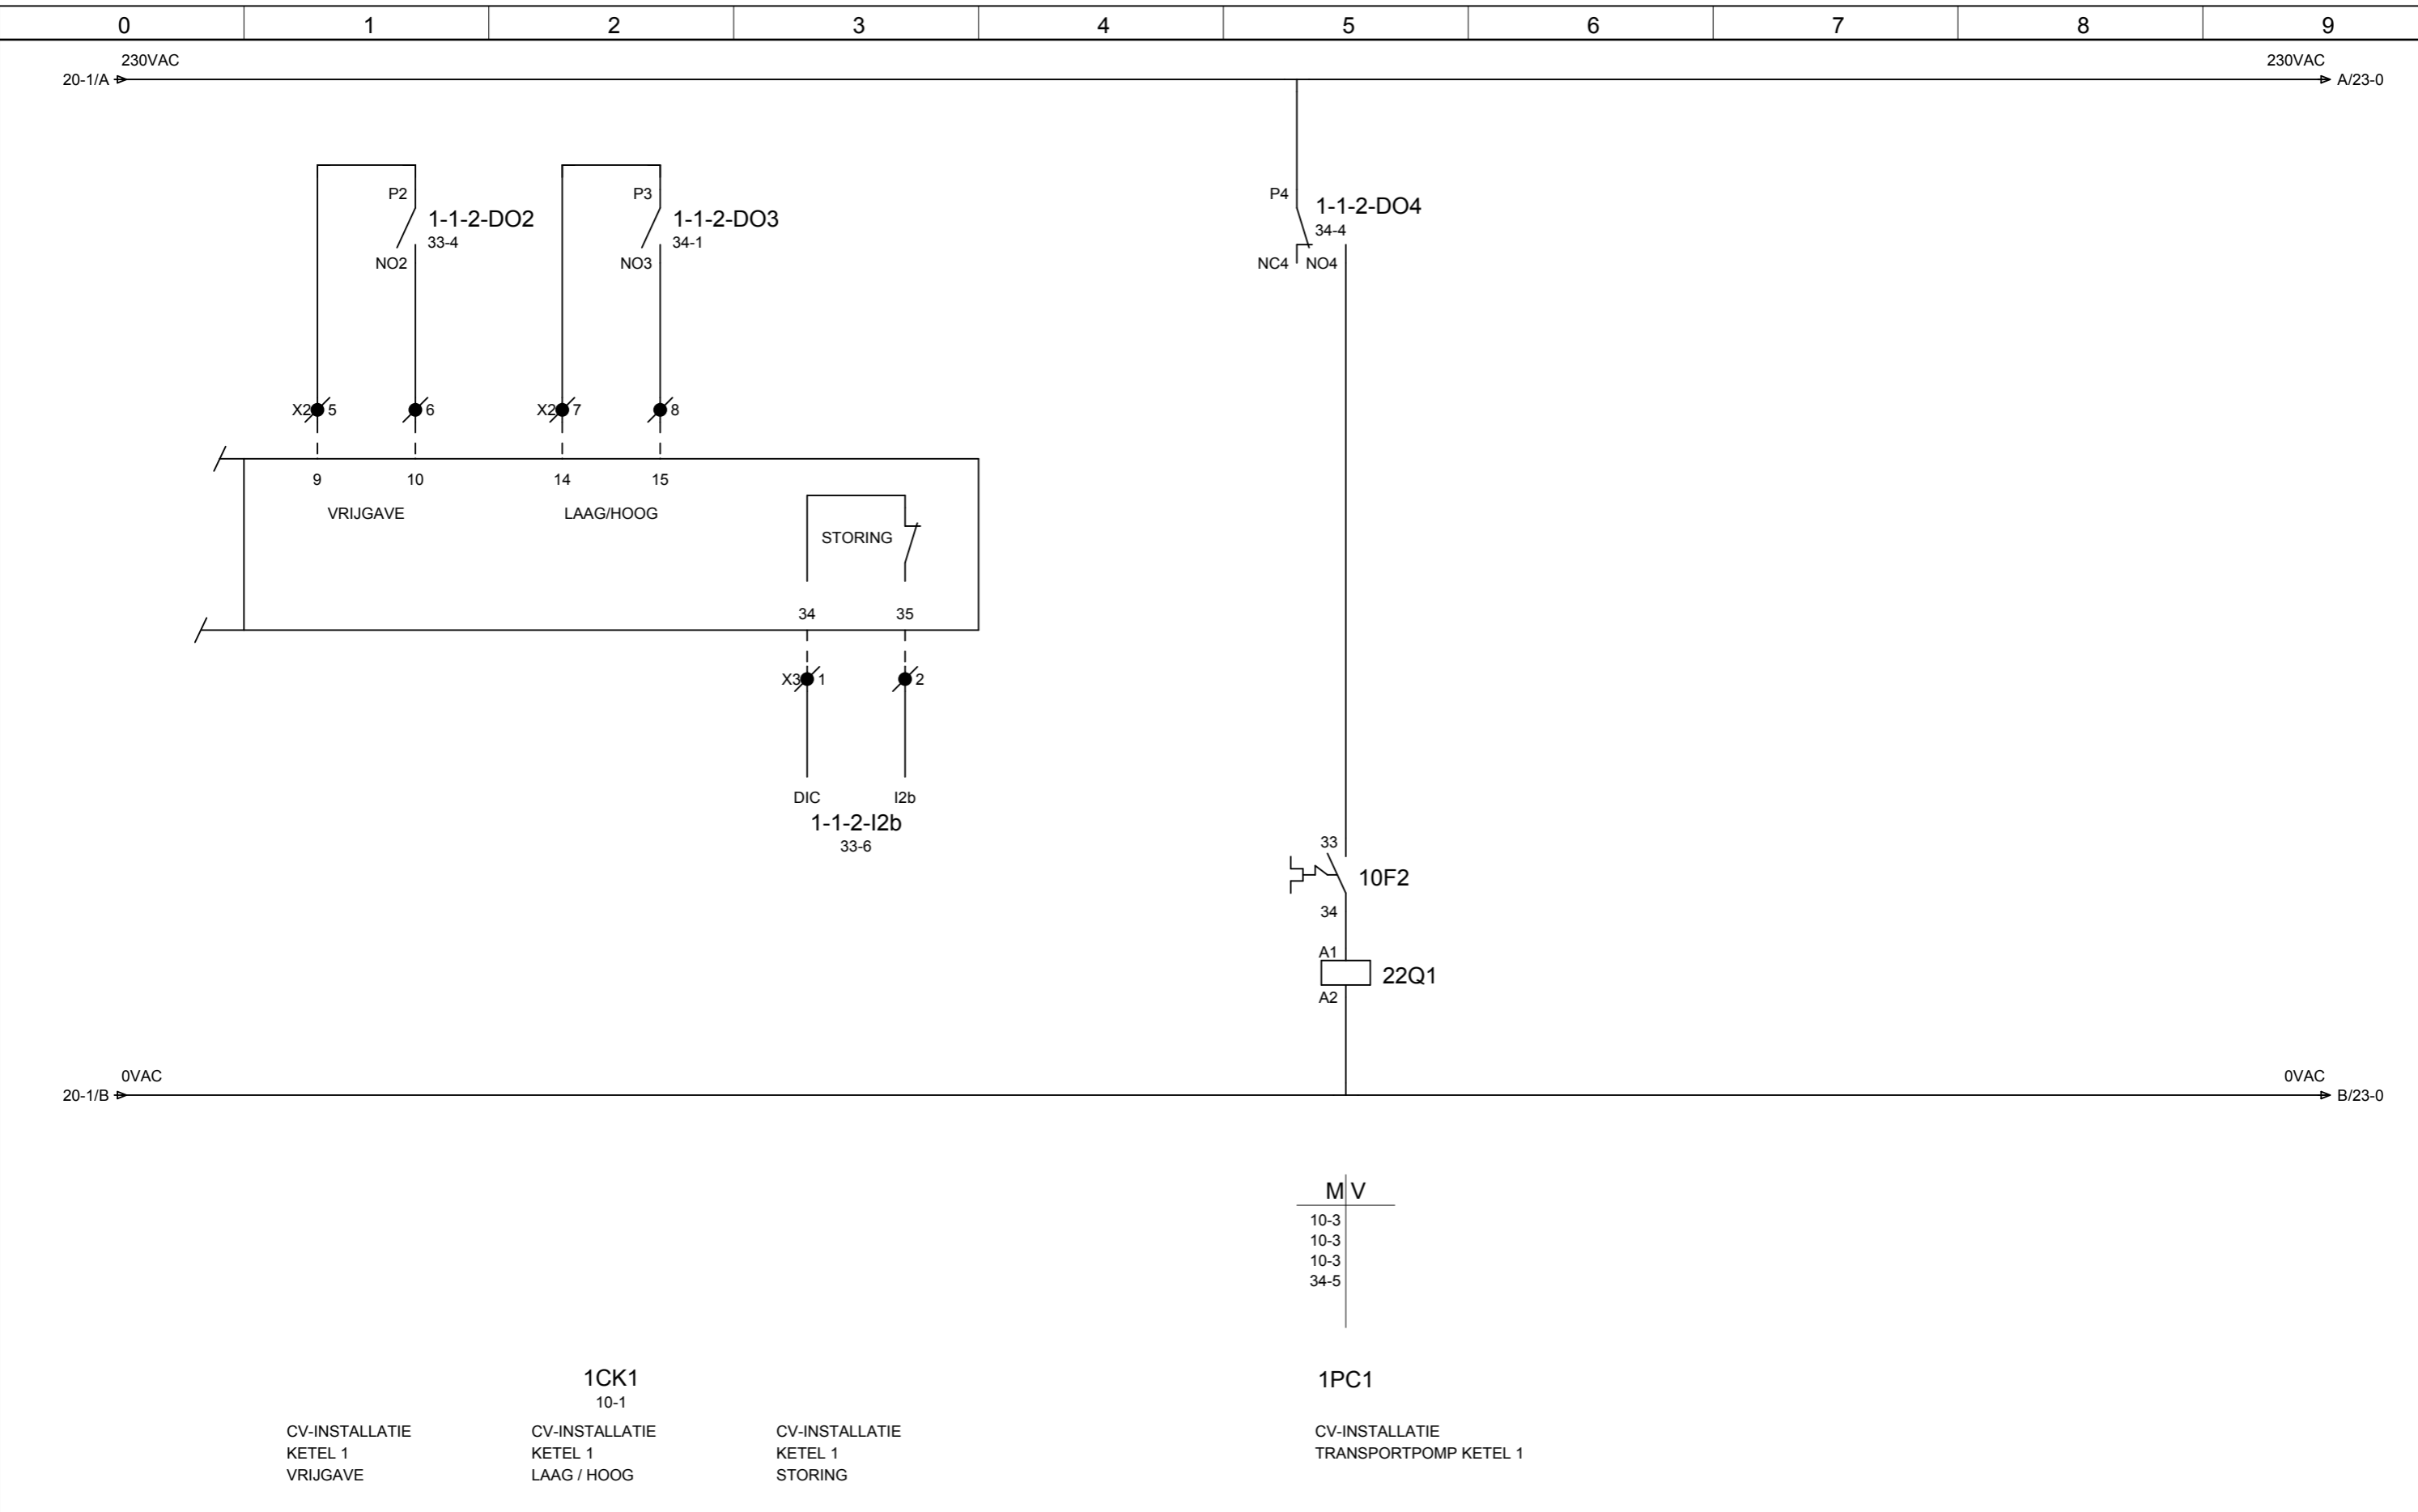 0 1 2 3 4 5 6 7 8 9
230VAC 230VAC
20-1/A A/23-0
P2 P3 P4
1-1-2-DO2 1-1-2-DO3 1-1-2-DO4
33-4 34-1 34-4
NO2 NO3 NC4 NO4
X2 5 6 X2 7 8
9 10 14 15
VRIJGAVE LAAG/HOOG
STORING
34 35
X3 1 2
DIC I2b
1-1-2-I2b
33-6
33
10F2
34
A1
22Q1
A2
0VAC 0VAC
20-1/B B/23-0
M V
10-3
10-3
10-3
34-5
1CK1 1PC1
10-1
CV-INSTALLATIE CV-INSTALLATIE CV-INSTALLATIE CV-INSTALLATIE
KETEL 1 KETEL 1 KETEL 1 TRANSPORTPOMP KETEL 1
VRIJGAVE LAAG / HOOG STORING